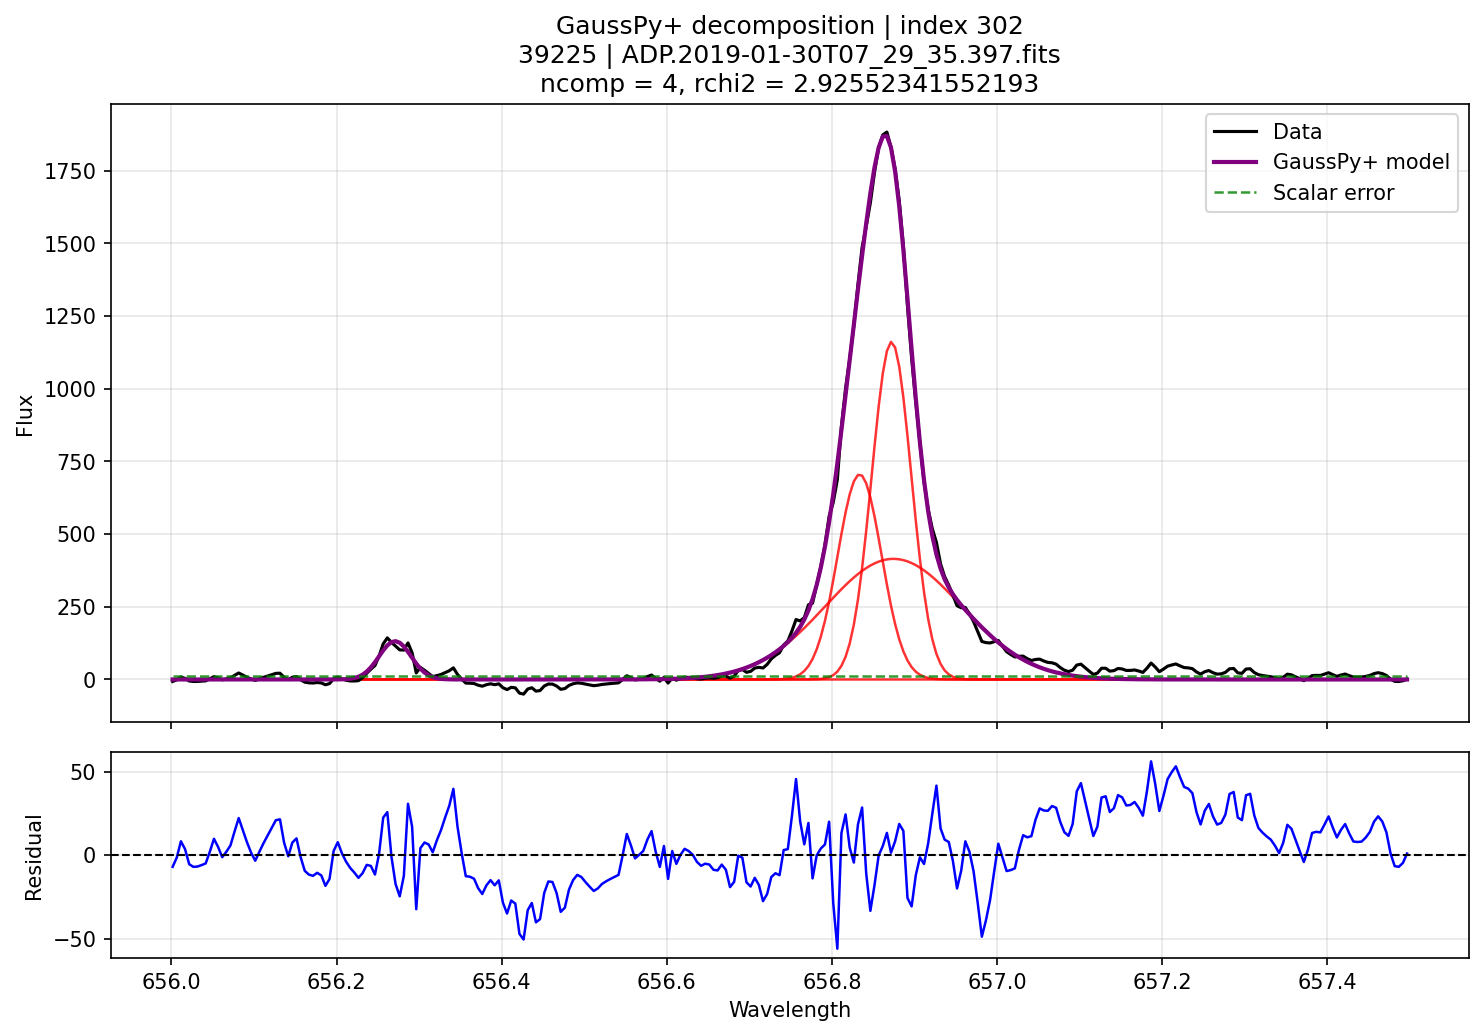 GaussPy+ decomposition | index 302
39225 | ADP.2019-01-30T07_29_35.397.fits
ncomp = 4, rchi2 = 2.92552341552193
Data
GaussPy+ model
Scalar error
Flux
1750
1500
1250
1000
750
500
250
0
Residual
50
0
−50
656.0 656.2 656.4 656.6 656.8 657.0 657.2 657.4
Wavelength